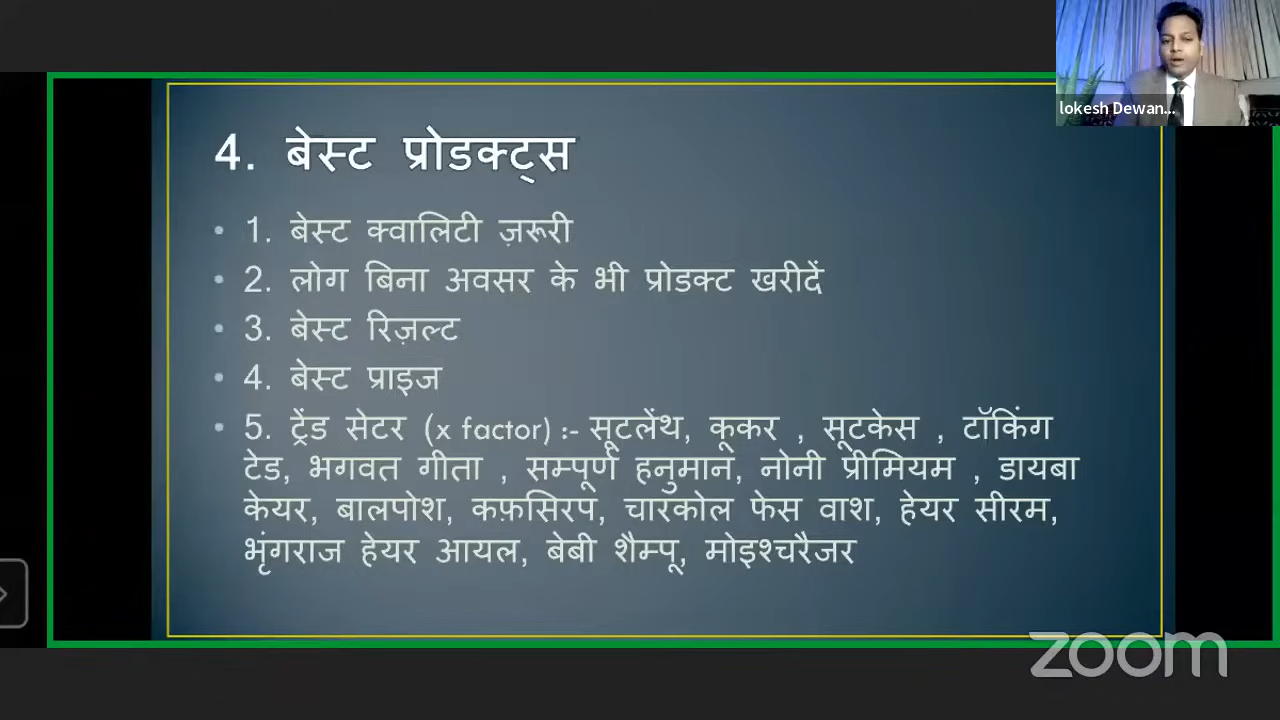 lokesh Dewan...
4. बेस्ट प्रोडक्ट्स
• 1. बेस्ट क्वालिटी ज़रूरी
• 2. लोग बिना अवसर के भी प्रोडक्ट खरीदें
• 3. बेस्ट रिज़ल्ट
• 4. बेस्ट प्राइज
• 5. ट्रेंड सेटर (x factor) :- सूटलेंथ, कूकर , सूटकेस , टॉकिंग
टेड, भगवत गीता , सम्पूर्ण हनुमान, नोनी प्रीमियम , डायबा
केयर, बालपोश, कफ़सिरप, चारकोल फेस वाश, हेयर सीरम,
भृंगराज हेयर आयल, बेबी शैम्पू, मोइश्चरैजर
zoom